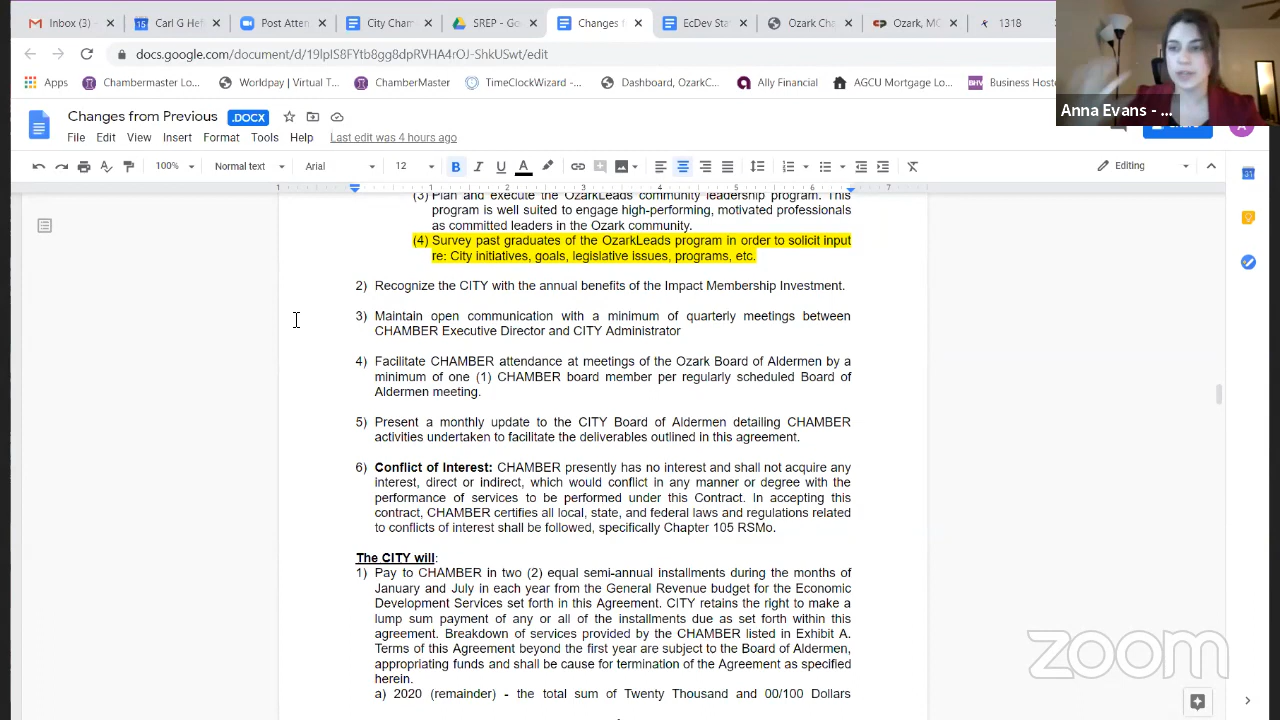 Inbox (3)
Carl G Hef
Post Atten
City Cham
SREP - Go
Changes f
EcDev Sta
Ozark Cha
Ozark, MO
1318
docs.google.com/document/d/19lplS8FYtb8gg8dpRVHA4rOJ-ShkUSwt/edit
Apps
Chambermaster Lo...
Worldpay | Virtual T...
ChamberMaster
TimeClockWizard -...
Dashboard, OzarkC...
Ally Financial
AGCU Mortgage Lo...
BHV
Business Hoste
Anna Evans - ...
Changes from Previous .DOCX
File Edit View Insert Format Tools Help Last edit was 4 hours ago
100% Normal text Arial 12 B I U A Editing
1 1 2 3 4 5 6 7
(3) Plan and execute the OzarkLeads community leadership program. This
program is well suited to engage high-performing, motivated professionals
as committed leaders in the Ozark community.
(4) Survey past graduates of the OzarkLeads program in order to solicit input
re: City initiatives, goals, legislative issues, programs, etc.
2) Recognize the CITY with the annual benefits of the Impact Membership Investment.
3) Maintain open communication with a minimum of quarterly meetings between
CHAMBER Executive Director and CITY Administrator
4) Facilitate CHAMBER attendance at meetings of the Ozark Board of Aldermen by a
minimum of one (1) CHAMBER board member per regularly scheduled Board of
Aldermen meeting.
5) Present a monthly update to the CITY Board of Aldermen detailing CHAMBER
activities undertaken to facilitate the deliverables outlined in this agreement.
6) Conflict of Interest: CHAMBER presently has no interest and shall not acquire any
interest, direct or indirect, which would conflict in any manner or degree with the
performance of services to be performed under this Contract. In accepting this
contract, CHAMBER certifies all local, state, and federal laws and regulations related
to conflicts of interest shall be followed, specifically Chapter 105 RSMo.
The CITY will:
1) Pay to CHAMBER in two (2) equal semi-annual installments during the months of
January and July in each year from the General Revenue budget for the Economic
Development Services set forth in this Agreement. CITY retains the right to make a
lump sum payment of any or all of the installments due as set forth within this
agreement. Breakdown of services provided by the CHAMBER listed in Exhibit A.
Terms of this Agreement beyond the first year are subject to the Board of Aldermen,
appropriating funds and shall be cause for termination of the Agreement as specified
herein.
a) 2020 (remainder) - the total sum of Twenty Thousand and 00/100 Dollars
zoom